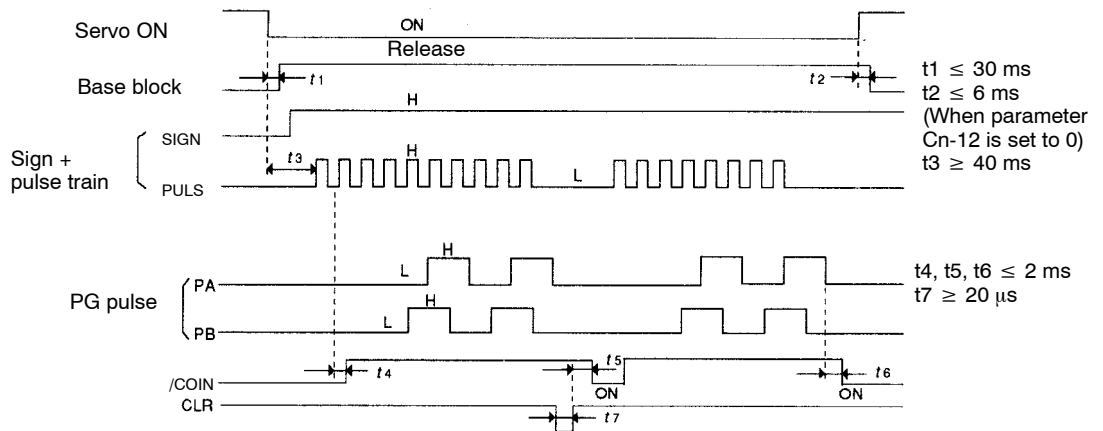 Servo ON
ON
Release
Base block
t1
t2
t1 ≤ 30 ms
t2 ≤ 6 ms
(When parameter
Cn-12 is set to 0)
t3 ≥ 40 ms
H
SIGN
Sign +
pulse train
t3
H
L
PULS
H
L
PA
t4, t5, t6 ≤ 2 ms
t7 ≥ 20 μs
PG pulse
H
L
PB
t4
t5
t6
/COIN
ON
ON
CLR
t7